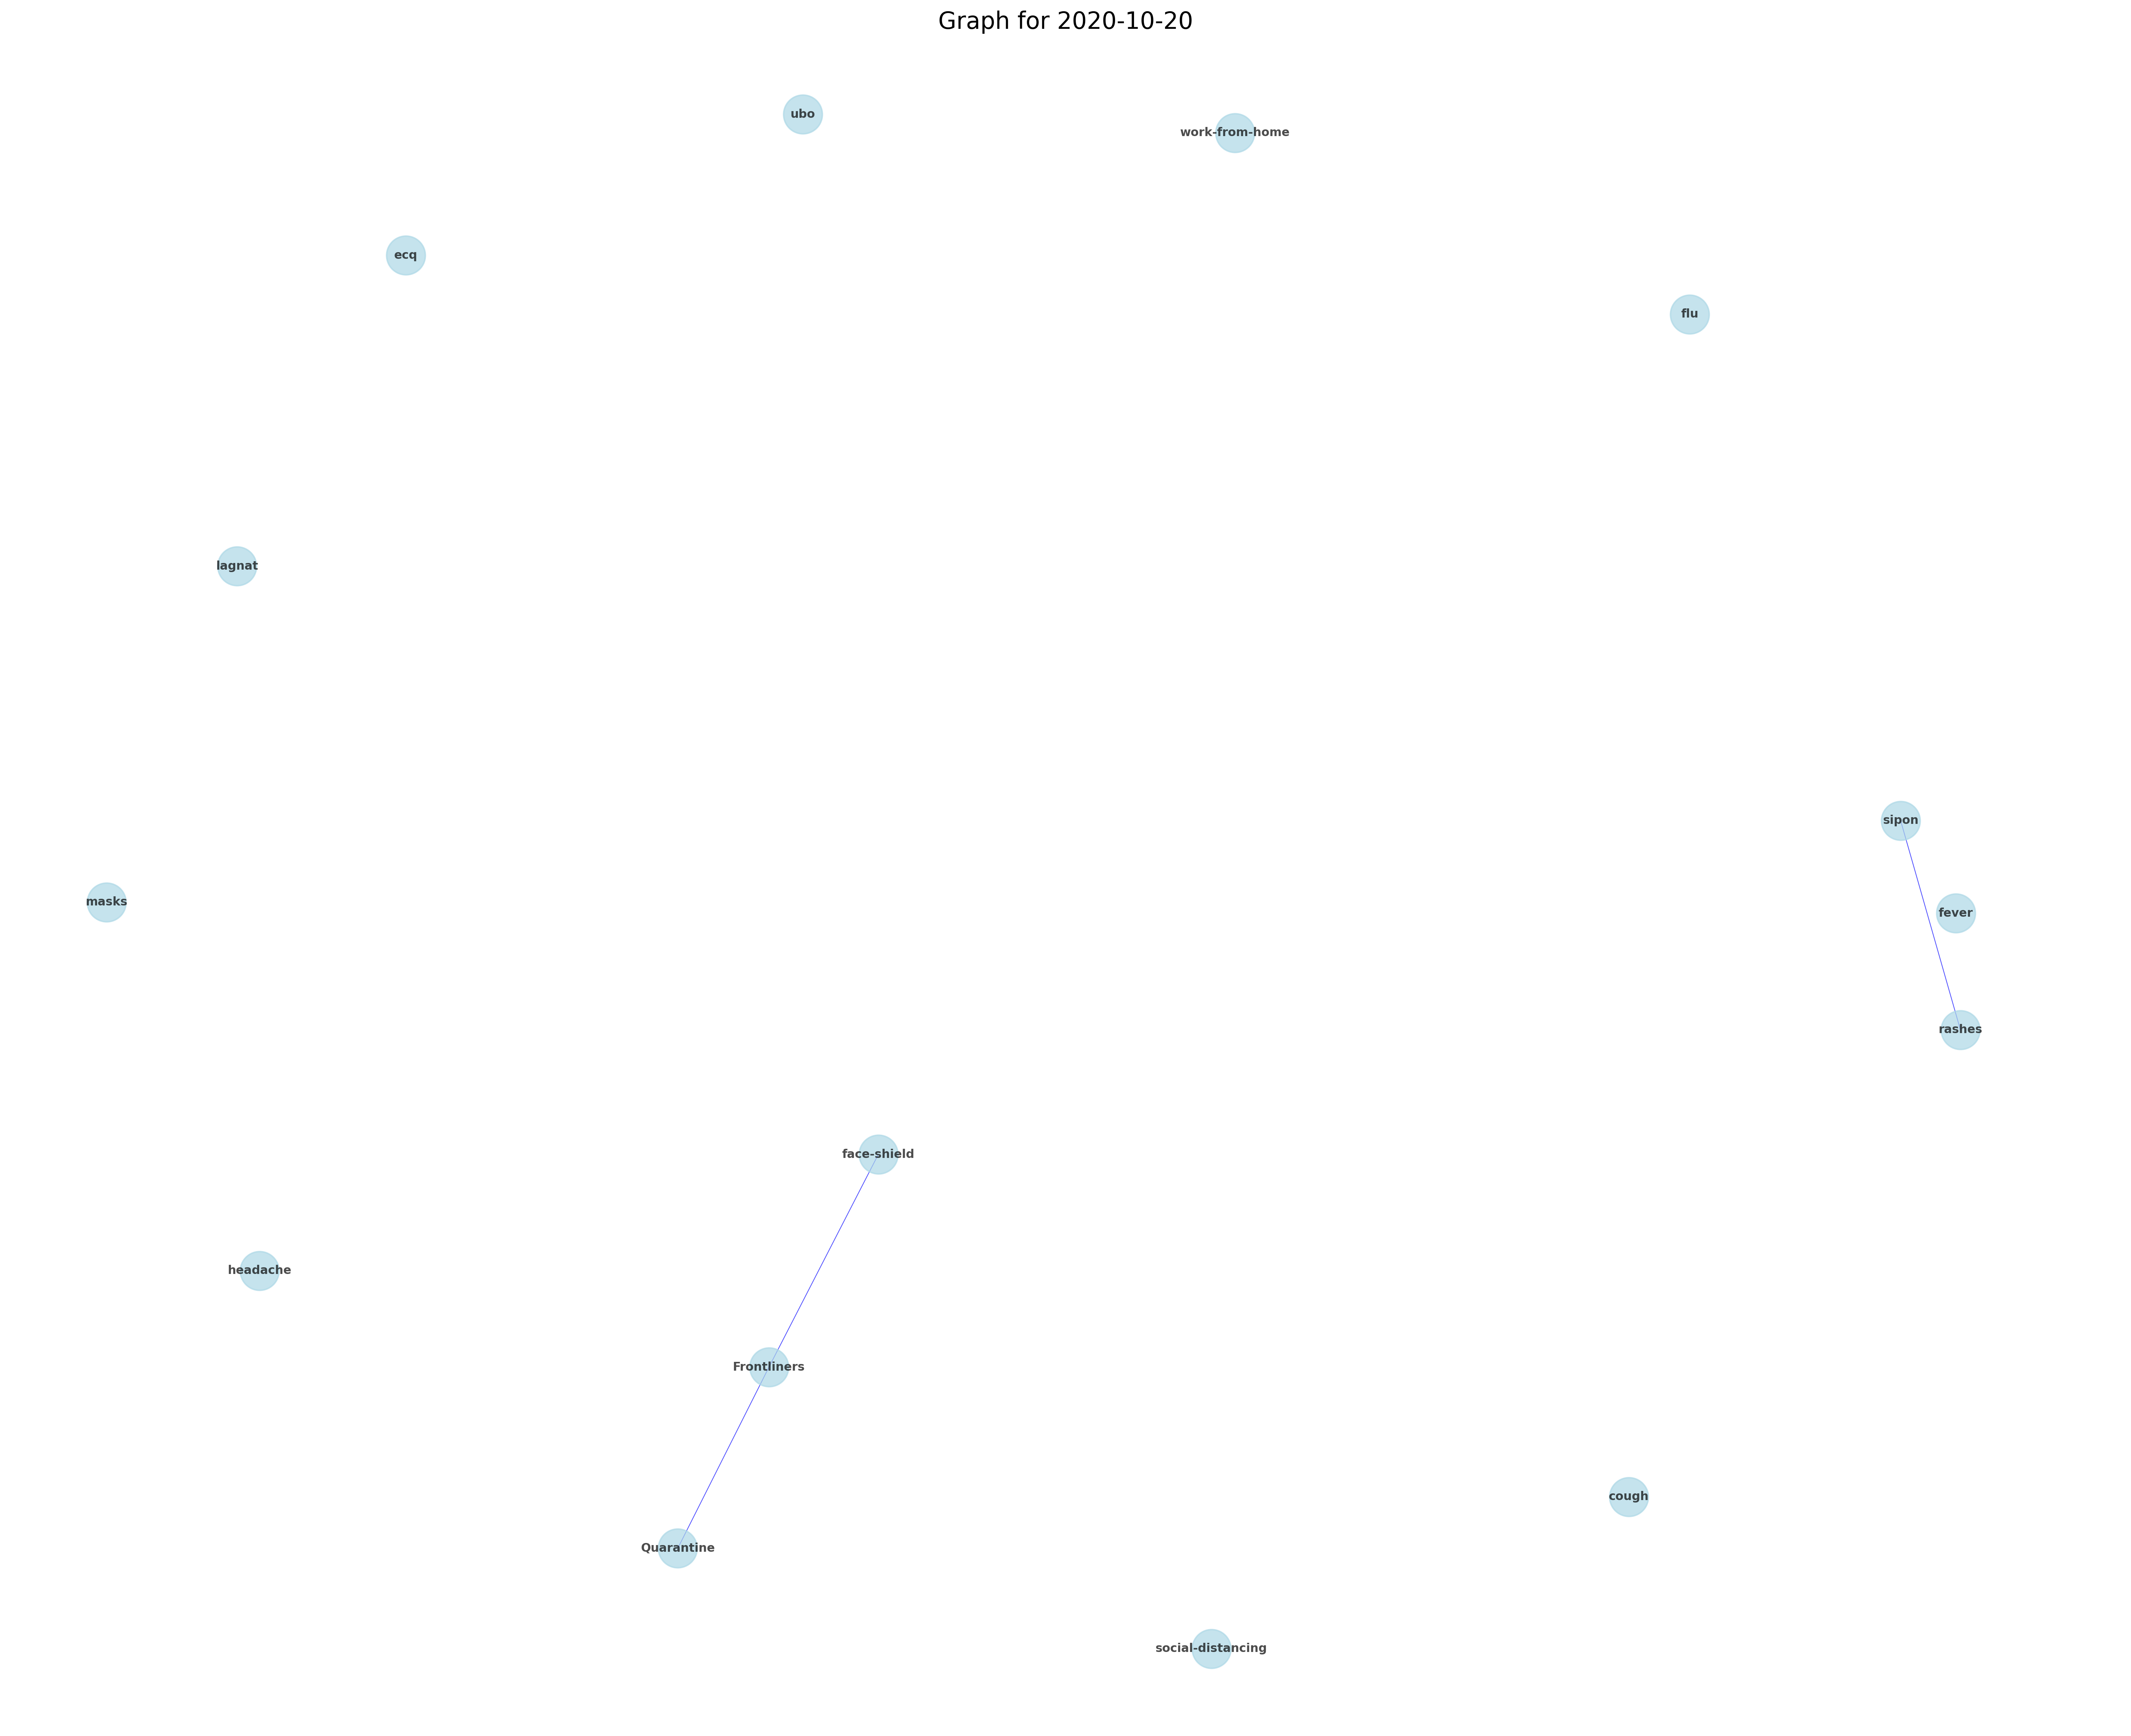 Graph for 2020-10-20
ubo
work-from-home
ecq
flu
lagnat
sipon
masks
fever
rashes
face-shield
headache
Frontliners
cough
Quarantine
social-distancing